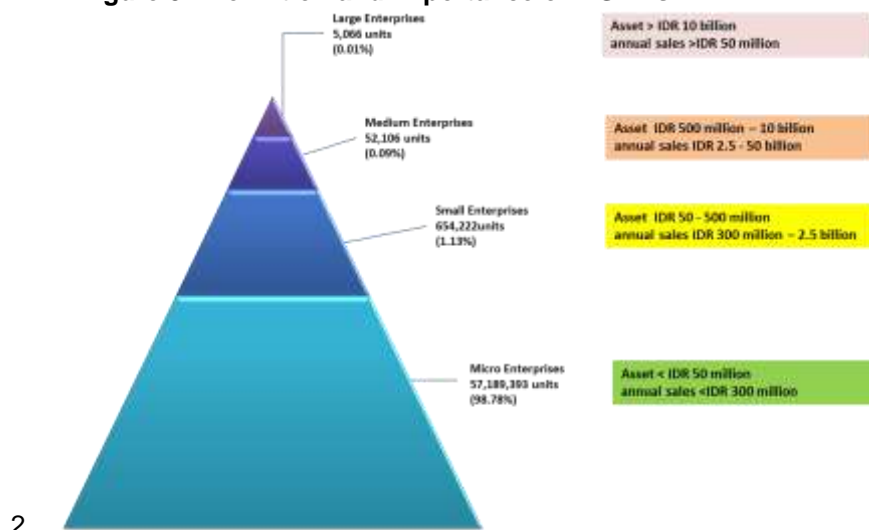 Large Enterprises
5,066 units
(0.01%)
Asset > IDR 10 billion
annual sales >IDR 50 million
Medium Enterprises
52,106 units
(0.09%)
Asset IDR 500 million – 10 billion
annual sales IDR 2.5 - 50 billion
Small Enterprises
654,222units
(1.13%)
Asset IDR 50 - 500 million
annual sales IDR 300 million – 2.5 billion
Micro Enterprises
57,189,393 units
(98.78%)
Asset < IDR 50 million
annual sales <IDR 300 million
2